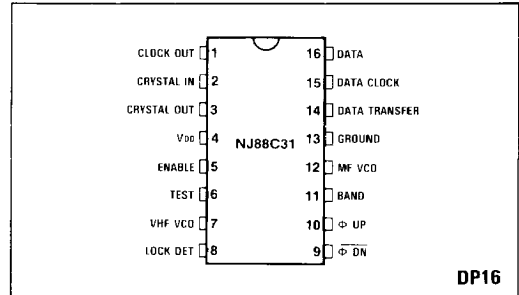 CLOCK OUT 1 16 DATA
CRYSTAL IN 2 15 DATA CLOCK
CRYSTAL OUT 3 14 DATA TRANSFER
VDD 4 NJ88C31 13 GROUND
ENABLE 5 12 MF VCO
TEST 6 11 BAND
VHF VCO 7 10 Φ UP
LOCK DET 8 9 Φ DN
DP16